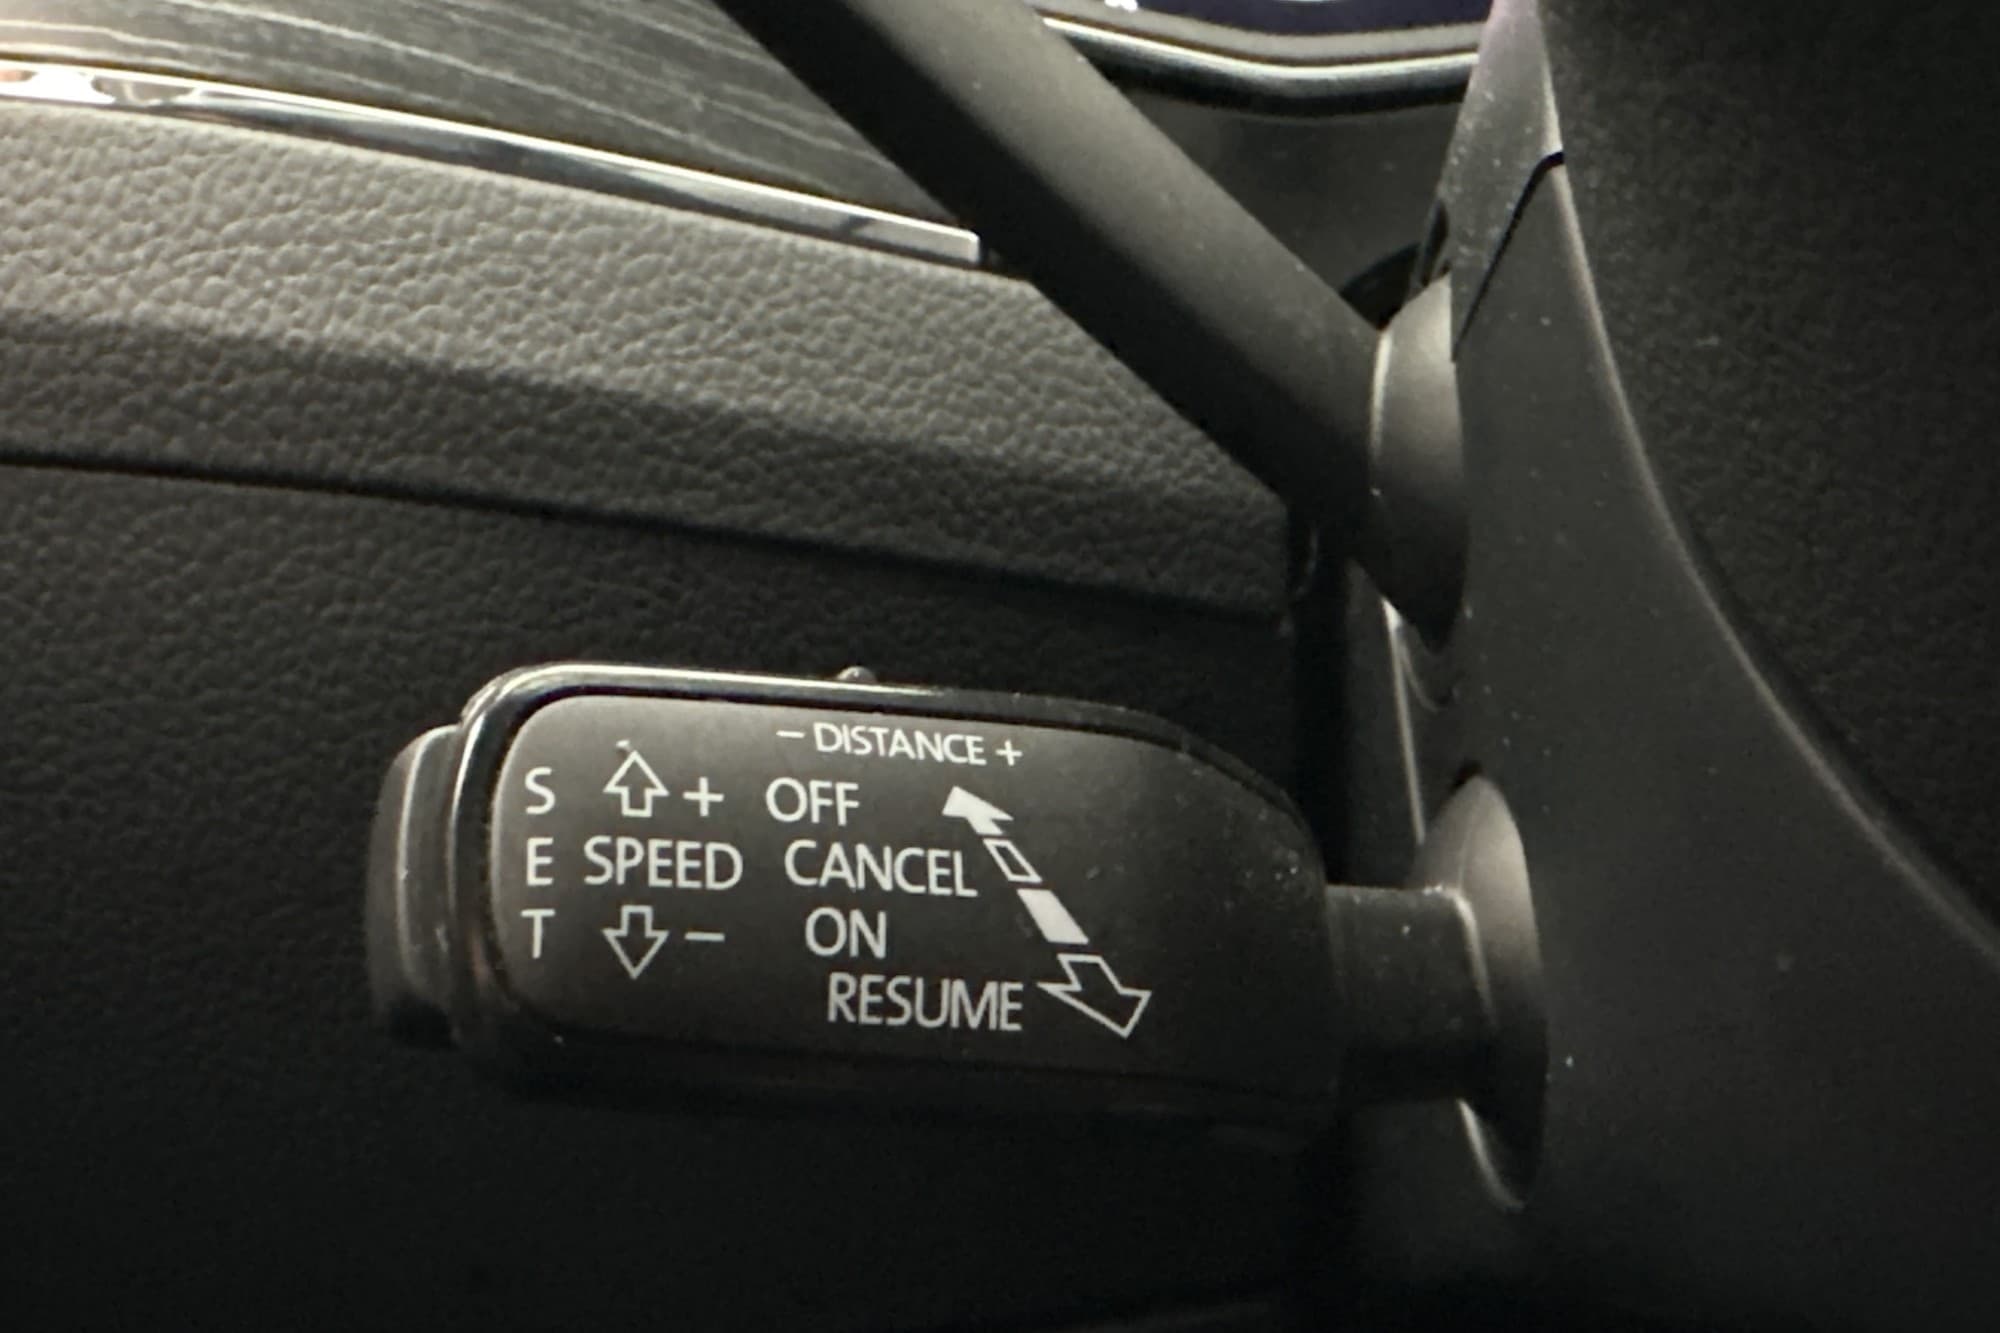 – DISTANCE +
S + OFF
E SPEED CANCEL
T – ON
RESUME